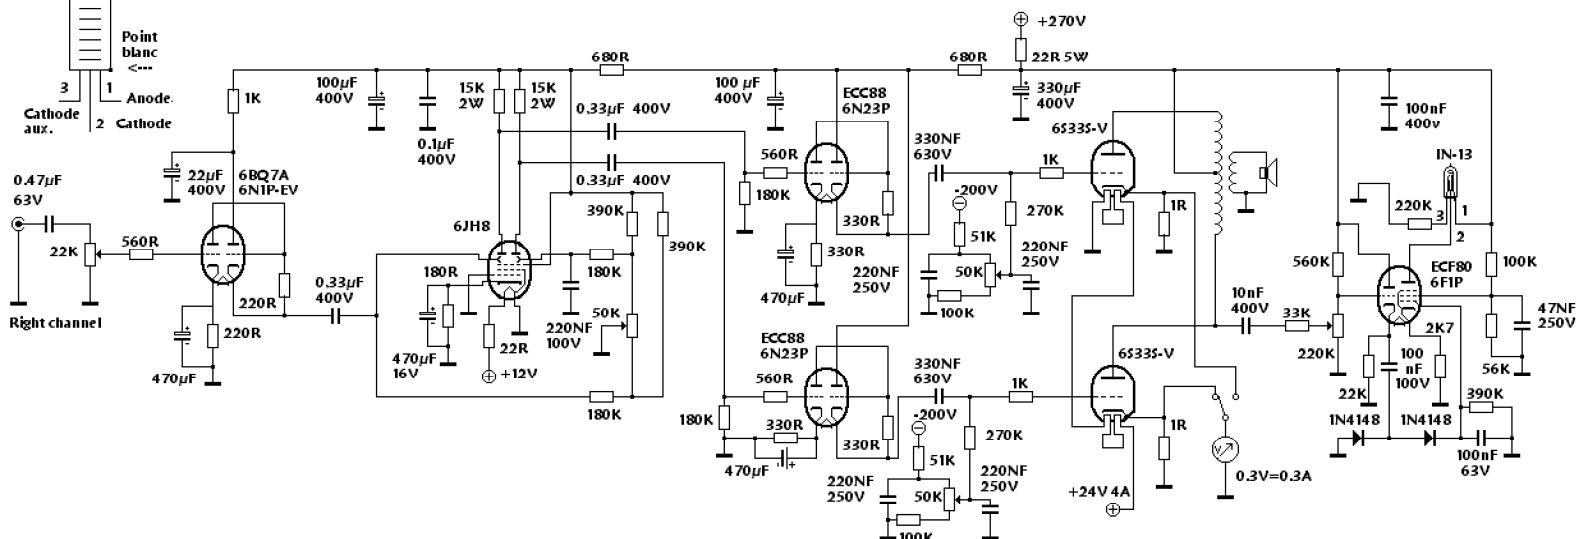 Point
blanc
<---
3
1
Anode
Cathode
aux.
2 Cathode
1K
100µF
400V
0.1µF
400V
15K
2W
15K
2W
680R
0.33µF 400V
0.33µF 400V
100 µF
400V
ECC88
6N23P
680R
+270V
22R 5W
330µF
400V
6S33S-V
100nF
400v
IN-13
0.47µF
63V
22µF
400V
6BQ7A
6N1P-EV
22K
560R
220R
220R
470µF
Right channel
0.33µF
400V
6JH8
180R
470µF
16V
22R
+12V
220NF
100V
390K
390K
180K
50K
180K
560R
180K
330R
330R
470µF
330NF
630V
1K
-200V
51K
270K
50K
220NF
250V
220NF
250V
100K
1R
ECC88
6N23P
560R
180K
330R
330R
470µF
330NF
630V
1K
-200V
51K
270K
50K
220NF
250V
220NF
250V
100K
6S33S-V
1R
+24V 4A
V
0.3V=0.3A
10nF
400V
33K
220K
560K
220K
3
1
2
ECF80
6F1P
100K
47NF
250V
2K7
100
nF
100V
22K
56K
390K
1N4148
1N4148
100nF
63V